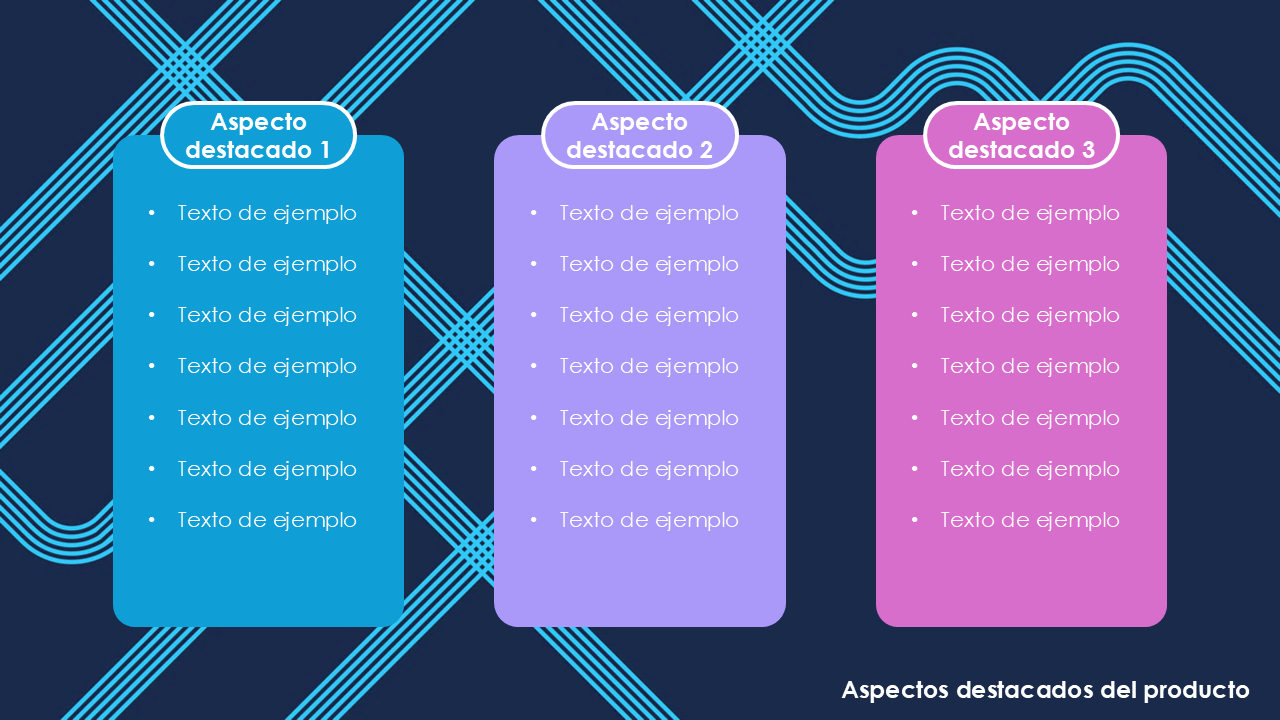 Aspecto
destacado 1
• Texto de ejemplo
• Texto de ejemplo
• Texto de ejemplo
• Texto de ejemplo
• Texto de ejemplo
• Texto de ejemplo
• Texto de ejemplo
Aspecto
destacado 2
• Texto de ejemplo
• Texto de ejemplo
• Texto de ejemplo
• Texto de ejemplo
• Texto de ejemplo
• Texto de ejemplo
• Texto de ejemplo
Aspecto
destacado 3
• Texto de ejemplo
• Texto de ejemplo
• Texto de ejemplo
• Texto de ejemplo
• Texto de ejemplo
• Texto de ejemplo
• Texto de ejemplo
Aspectos destacados del producto